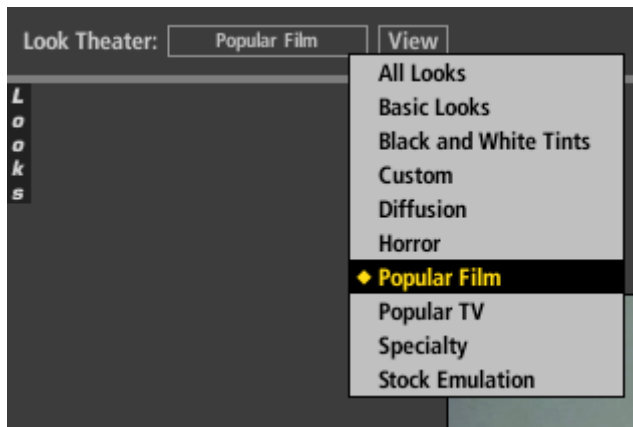 Look Theater: Popular Film View
All Looks
Basic Looks
Black and White Tints
Custom
Diffusion
Horror
Popular Film
Popular TV
Specialty
Stock Emulation
Looks